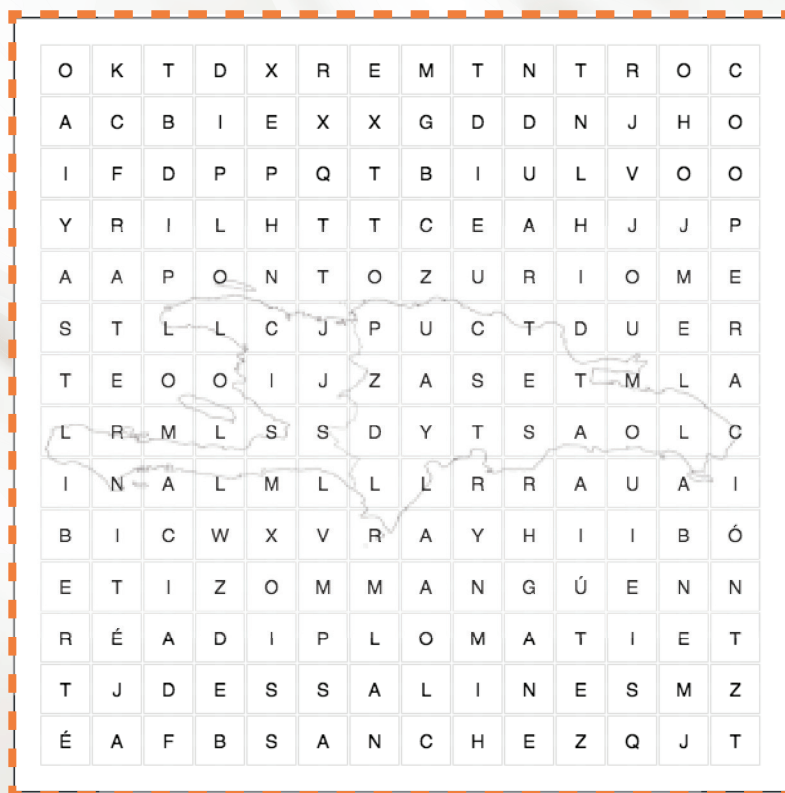 O K T D X R E M T N T R O C
A C B I E X X G D D N J H O
I F D P P Q T B I U L V O O
Y R I L H T T C E A H J J P
A A P O N T O Z U R I O M E
S T L L C J P U C T D U E R
T E O O I J Z A S E T M L A
L R M L S S D Y T S A O L C
I N A L M L L L R R A U A I
B I C W X V R A Y H I I B Ó
E T I Z O M M A N G Ú E N N
R É A D I P L O M A T I E T
T J D E S S A L I N E S M Z
É A F B S A N C H E Z Q J T